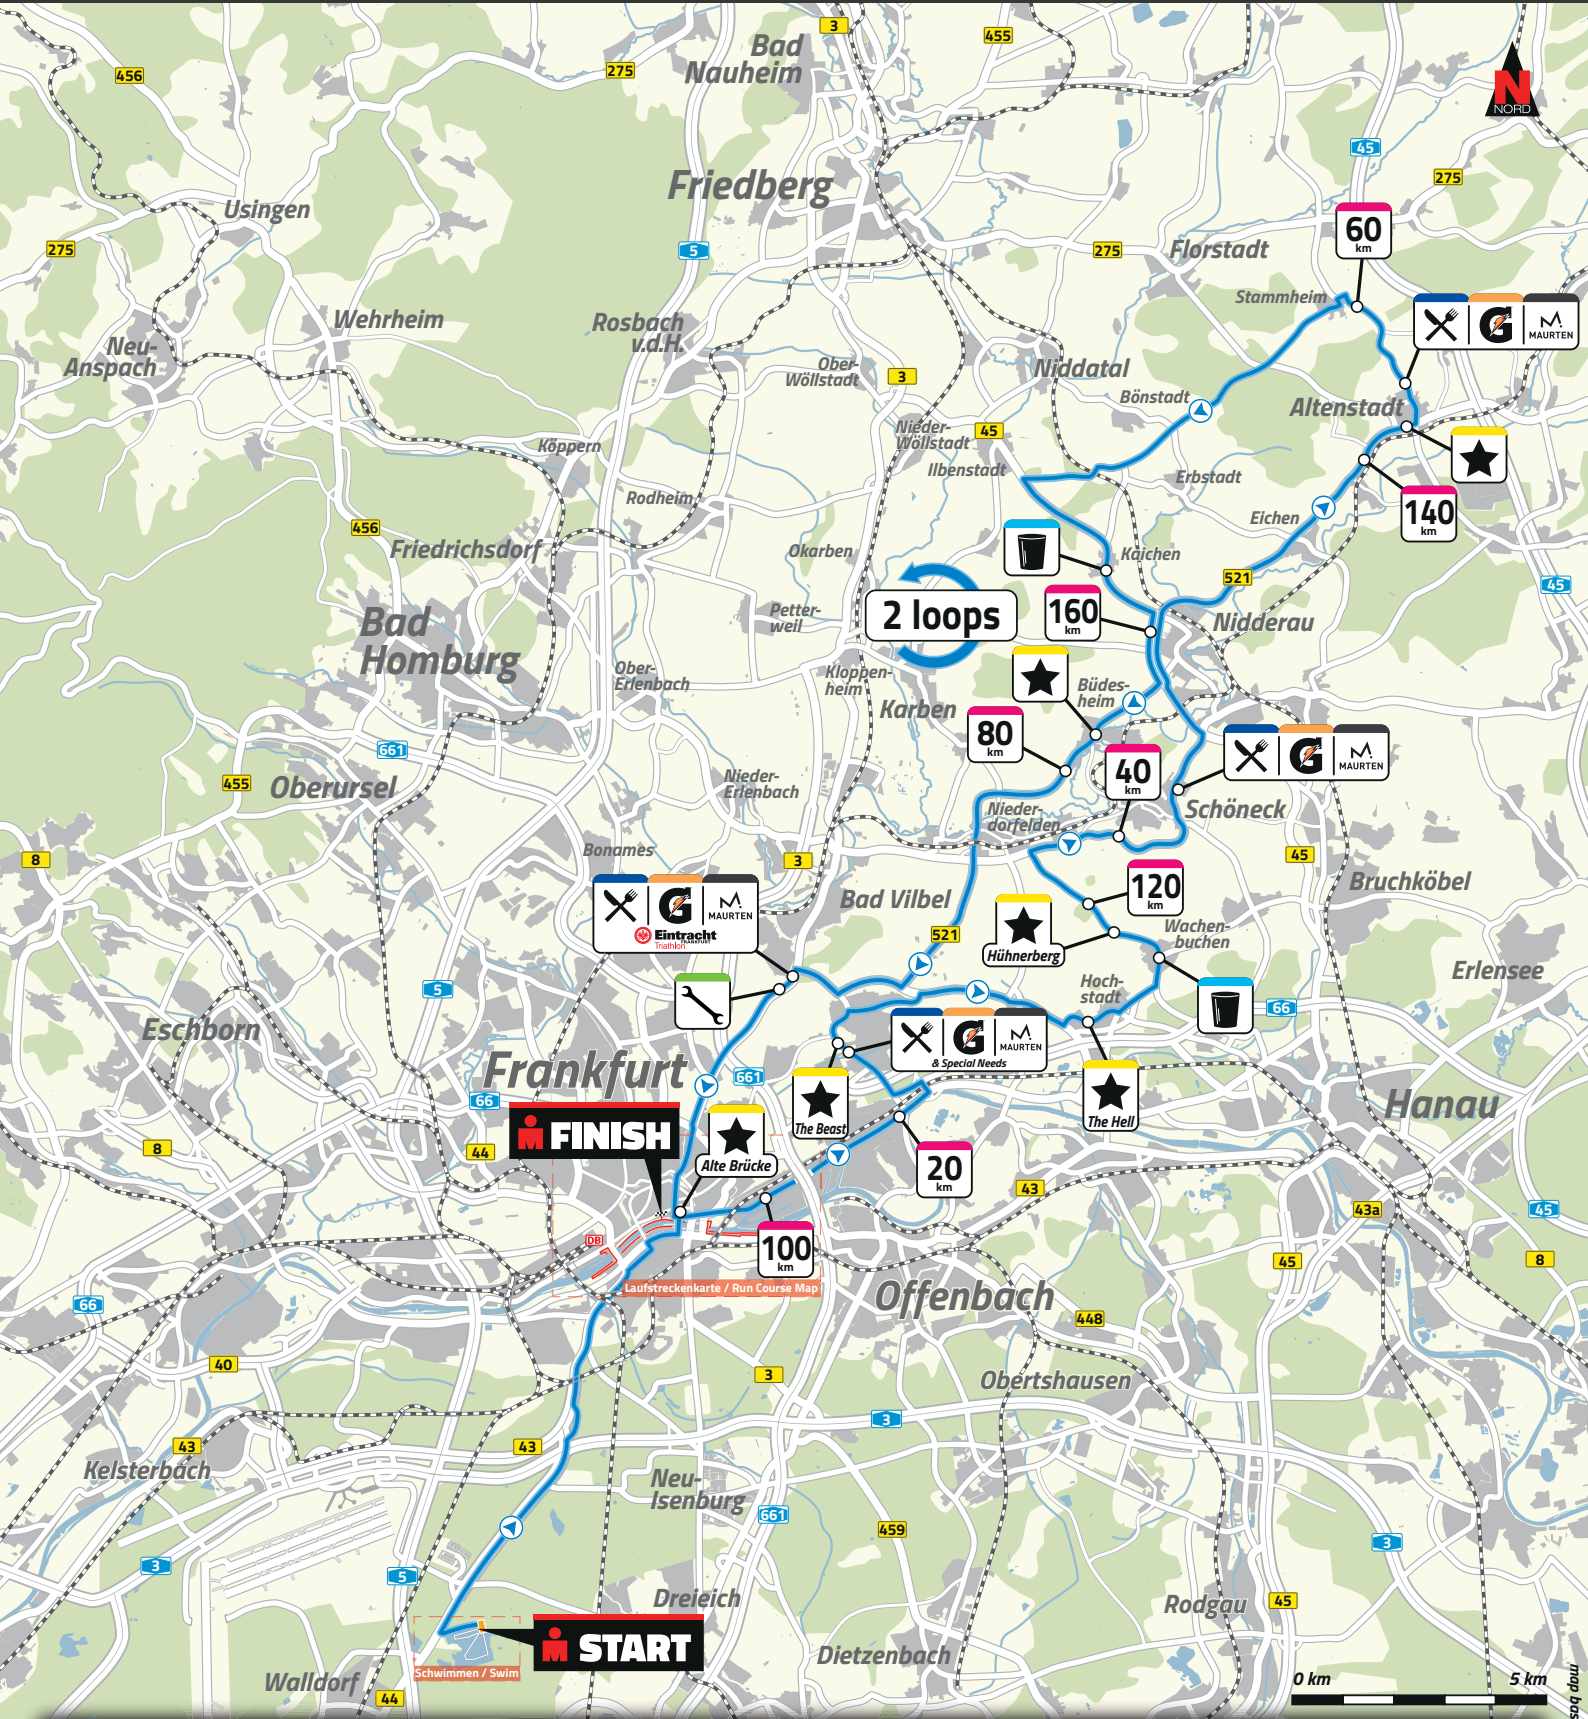 Bad
Nauheim
3
455
456
275
N
NORD
45
275
Friedberg
Usingen
60
km
275
5
275
Florstadt
Stammheim
Wehrheim
Rosbach
v.d.H.
MAURTEN
Neu-
Anspach
Ober-
Wöllstadt
3
Niddatal
Bönstadt
Altenstadt
Nieder-
Wöllstadt
45
Köppern
Ilbenstadt
Erbstadt
Rodheim
140
km
Eichen
456
Friedrichsdorf
Okarben
Kaichen
521
45
2 loops
160
km
Petter-
weil
Nidderau
Bad
Homburg
Ober-
Erlenbach
Kloppen-
heim
Büdes-
heim
Karben
80
km
661
40
km
MAURTEN
455
Oberursel
Nieder-
Erlenbach
Nieder-
dorfelden
Schöneck
Bonames
8
3
45
Bruchköbel
120
km
MAURTEN
Eintracht
FRANKFURT
Triathlon
Bad Vilbel
521
Hühnerberg
Wachen-
buchen
Erlensee
5
Hoch-
stadt
66
Eschborn
MAURTEN
& Special Needs
Frankfurt
661
66
The Beast
The Hell
Hanau
FINISH
8
44
Alte Brücke
20
km
43
43a
45
DB
100
km
45
8
Laufstreckenkarte / Run Course Map
Offenbach
66
448
40
3
Obertshausen
3
43
43
Kelsterbach
Neu-
Isenburg
661
459
3
3
5
Dreieich
Rodgau
45
START
Schwimmen / Swim
Dietzenbach
Walldorf
44
0 km
5 km
map bas